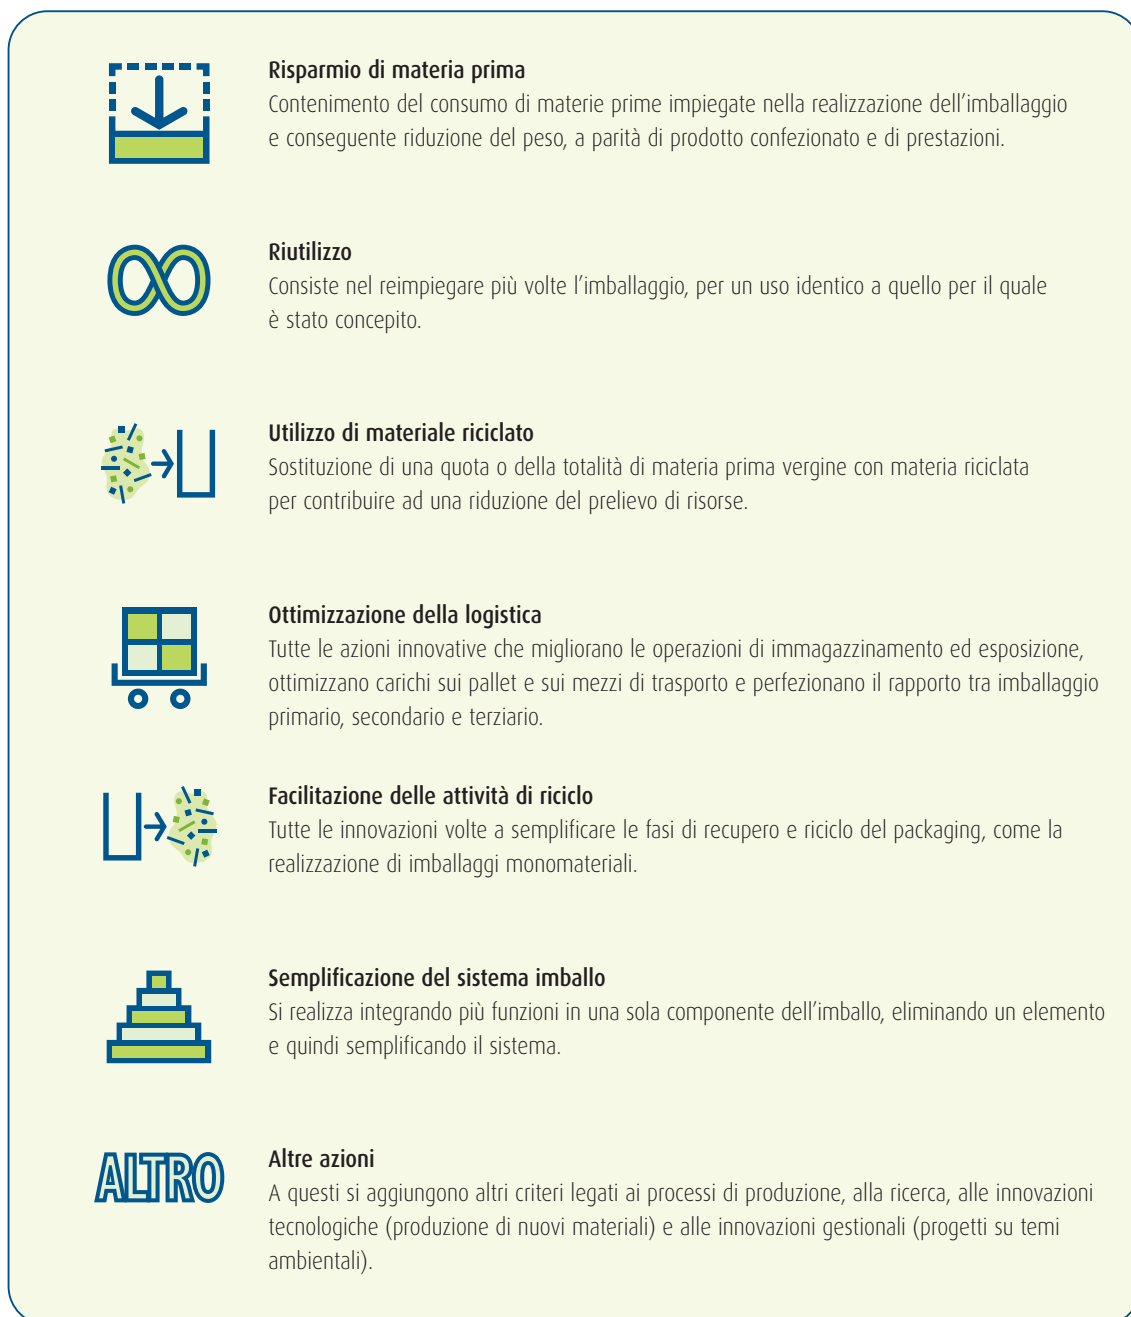 Risparmio di materia prima
Contenimento del consumo di materie prime impiegate nella realizzazione dell’imballaggio
e conseguente riduzione del peso, a parità di prodotto confezionato e di prestazioni.
Riutilizzo
Consiste nel reimpiegare più volte l’imballaggio, per un uso identico a quello per il quale
è stato concepito.
Utilizzo di materiale riciclato
Sostituzione di una quota o della totalità di materia prima vergine con materia riciclata
per contribuire ad una riduzione del prelievo di risorse.
Ottimizzazione della logistica
Tutte le azioni innovative che migliorano le operazioni di immagazzinamento ed esposizione,
ottimizzano carichi sui pallet e sui mezzi di trasporto e perfezionano il rapporto tra imballaggio
primario, secondario e terziario.
Facilitazione delle attività di riciclo
Tutte le innovazioni volte a semplificare le fasi di recupero e riciclo del packaging, come la
realizzazione di imballaggi monomateriali.
Semplificazione del sistema imballo
Si realizza integrando più funzioni in una sola componente dell’imballo, eliminando un elemento
e quindi semplificando il sistema.
ALTRO
Altre azioni
A questi si aggiungono altri criteri legati ai processi di produzione, alla ricerca, alle innovazioni
tecnologiche (produzione di nuovi materiali) e alle innovazioni gestionali (progetti su temi
ambientali).